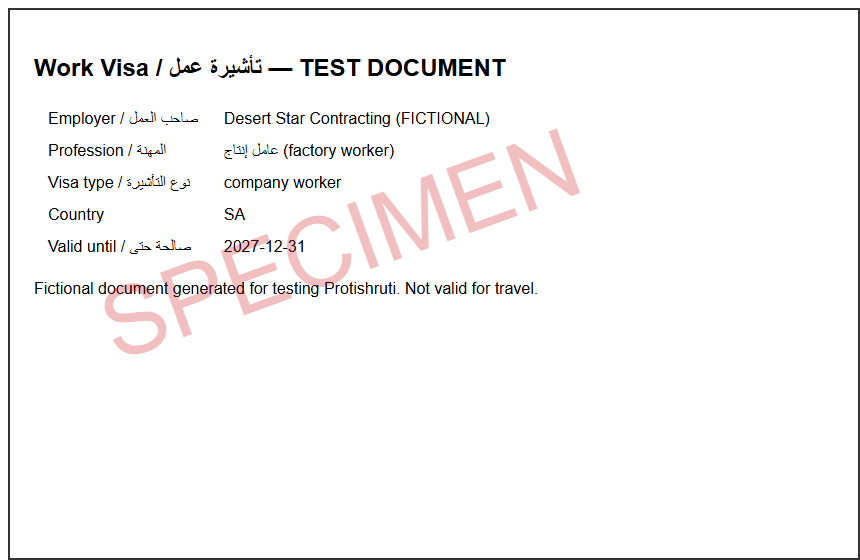 Work Visa / تأشيرة عمل — TEST DOCUMENT
Employer / صاحب العمل Desert Star Contracting (FICTIONAL)
Profession / المهنة عامل إنتاج (factory worker)
Visa type / نوع التأشيرة company worker
Country SA
Valid until / صالحة حتى 2027-12-31
Fictional document generated for testing Protishruti. Not valid for travel.
SPECIMEN